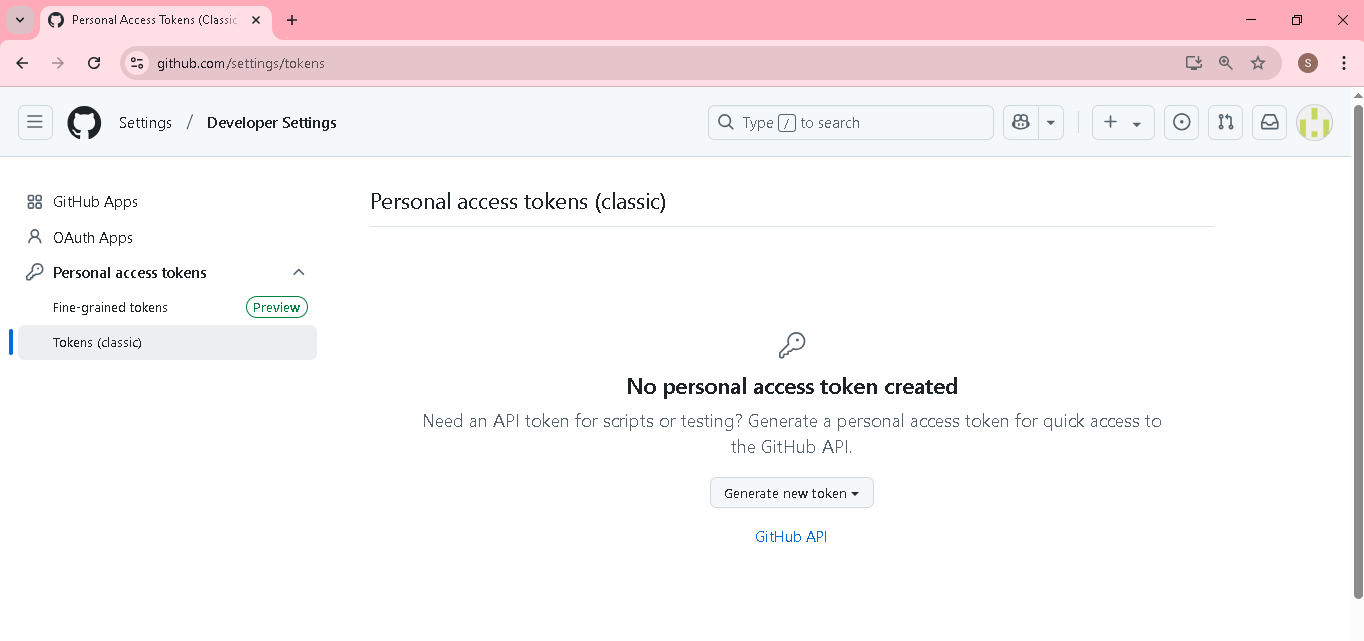 Personal Access Tokens (Classic
github.com/settings/tokens
S
Settings / Developer Settings
Type / to search
GitHub Apps
OAuth Apps
Personal access tokens
Fine-grained tokens Preview
Tokens (classic)
Personal access tokens (classic)
No personal access token created
Need an API token for scripts or testing? Generate a personal access token for quick access to
the GitHub API.
Generate new token
GitHub API